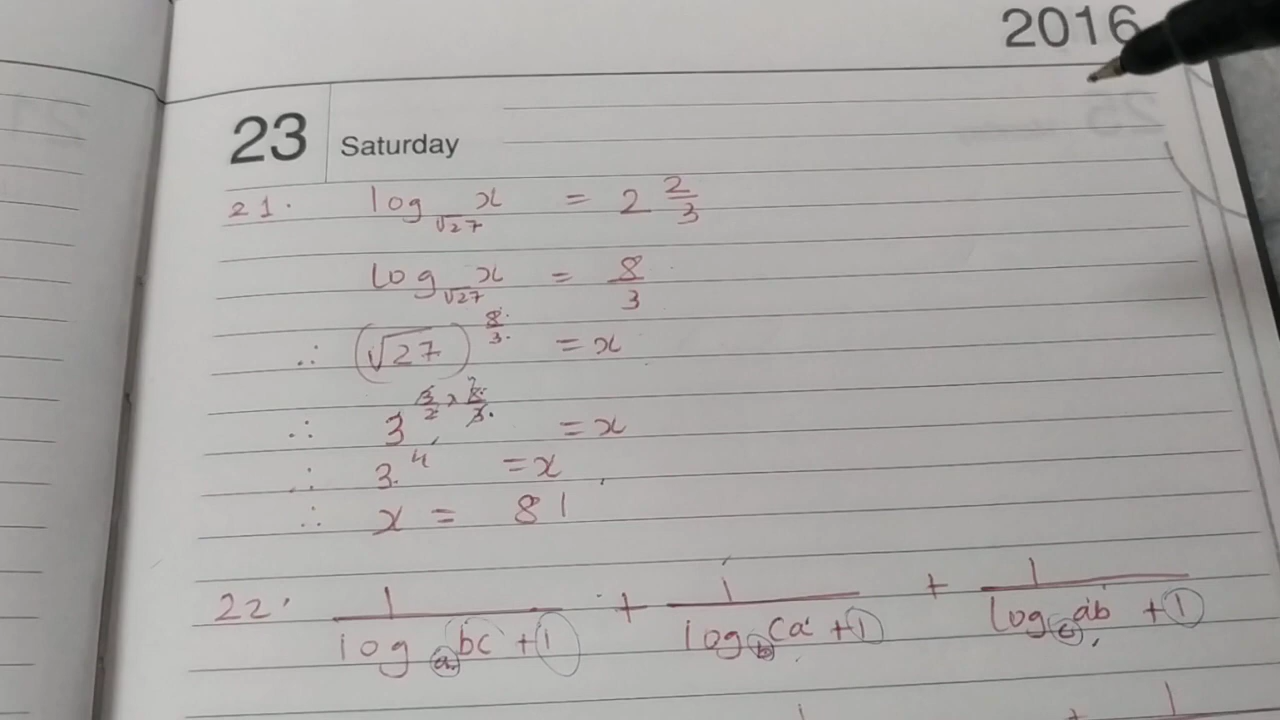 2016
23 Saturday
21. log√27 x = 2 2/3
log√27 x = 8/3
∴ (√27)^(8/3) = x
∴ 3^(3/2 × 8/3) = x
∴ 3^4 = x
∴ x = 81
22. 1/(log_a bc + 1) + 1/(log_b ca + 1) + 1/(log_c ab + 1)